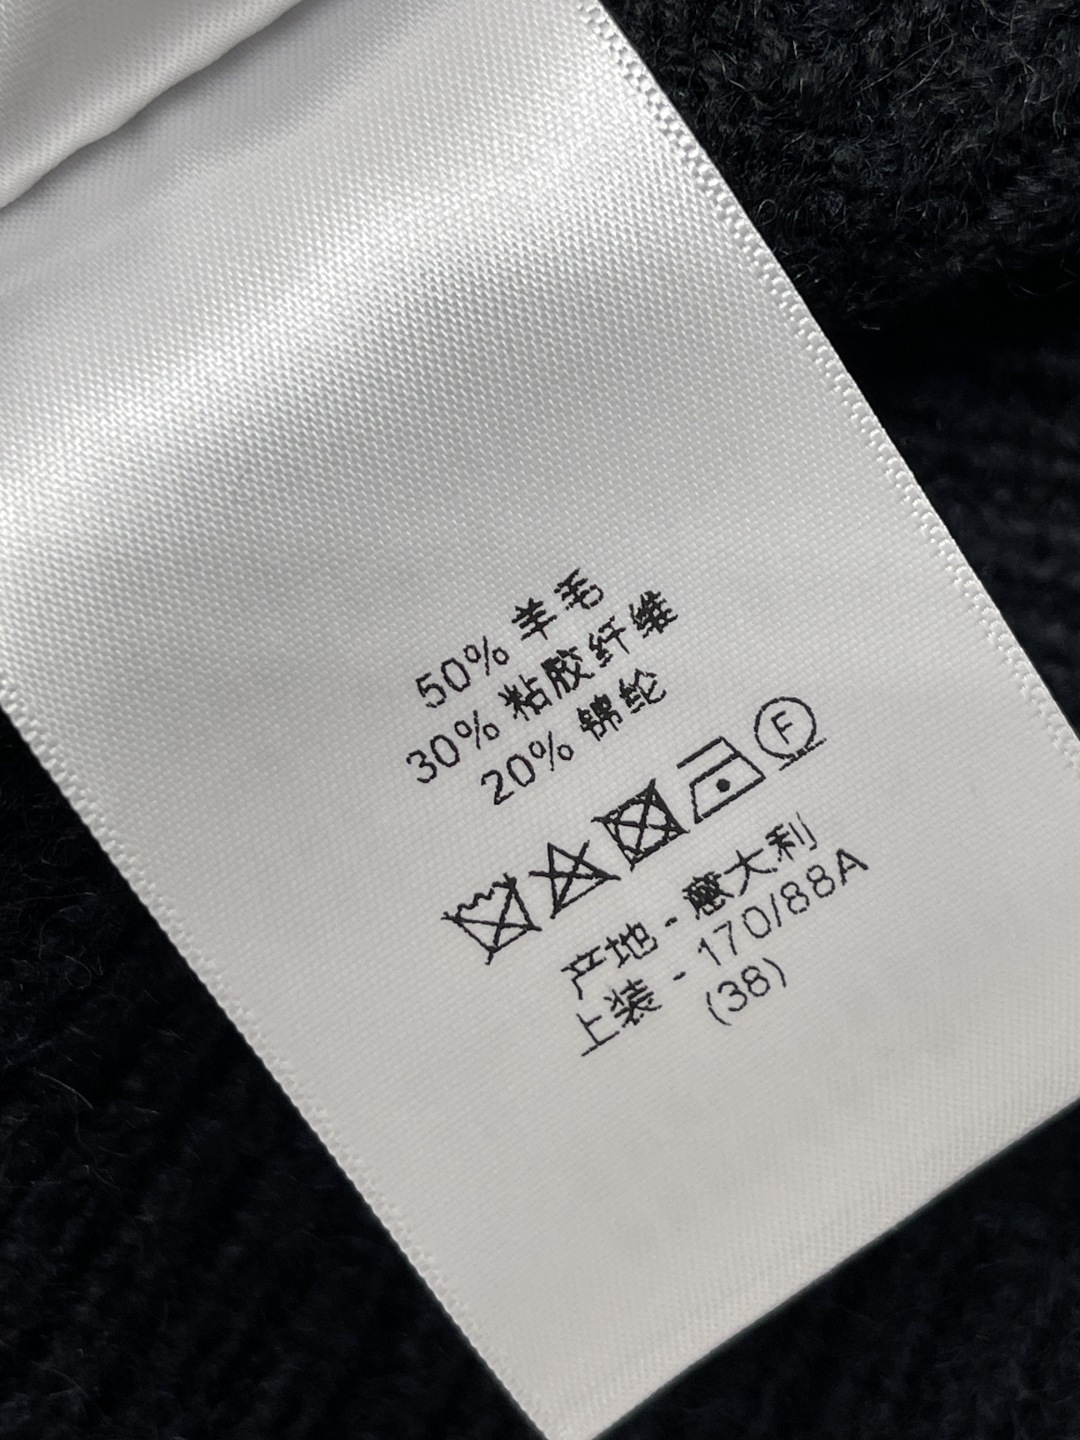 50% 羊毛
30% 粘胶纤维
20% 锦纶
F
产地 - 意大利
上装 - 170/88A
(38)